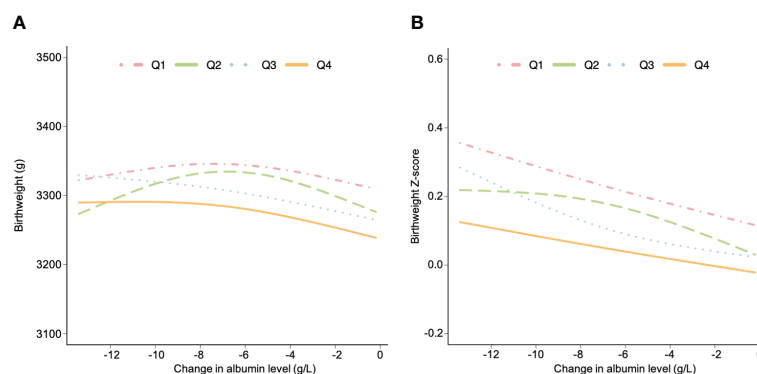 A
3500
3400
3300
3200
3100
Birthweight (g)
Q1 Q2 Q3 Q4
-12 -10 -8 -6 -4 -2 0
Change in albumin level (g/L)
B
0.6
0.4
0.2
0.0
-0.2
Birthweight Z-score
Q1 Q2 Q3 Q4
-12 -10 -8 -6 -4 -2 0
Change in albumin level (g/L)